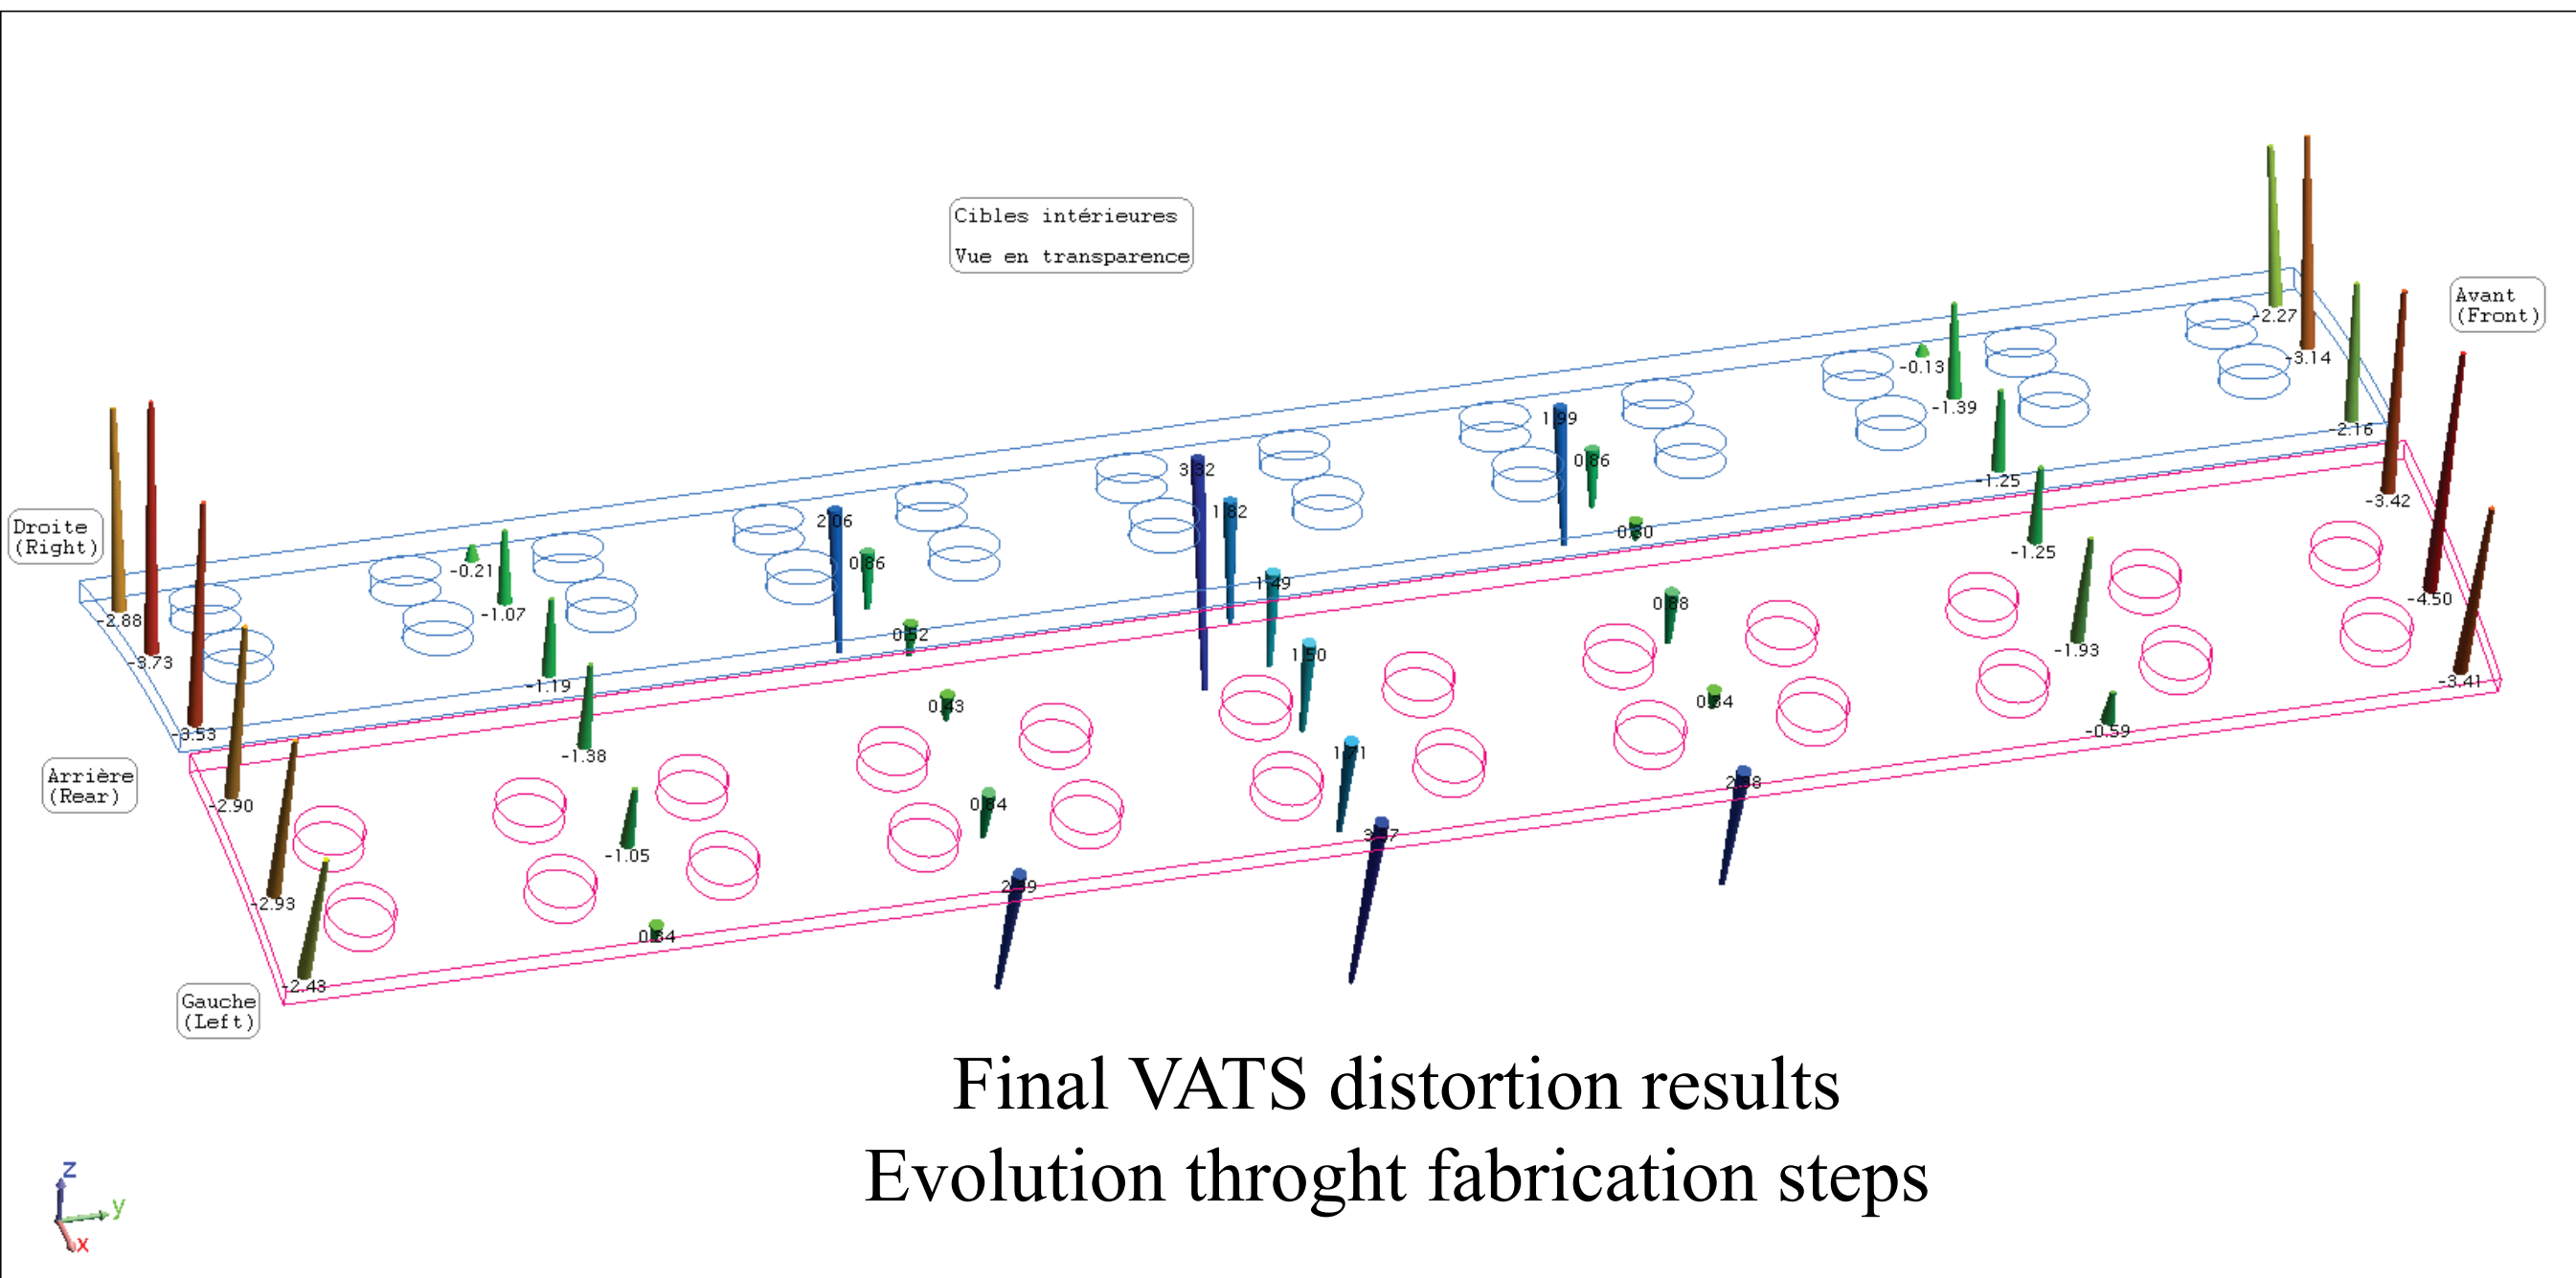 Cibles intérieures
Vue en transparence
Avant
(Front)
-2.27
-3.14
-0.13
-1.39
-2.16
1.99
0.86
-1.25
3.32
1.82
-3.42
Droite
(Right)
2.06
0.30
-1.25
-0.21
0.86
1.49
-4.50
-2.88
-1.07
0.88
-3.73
0.52
1.50
-1.93
-3.41
-1.19
0.43
-0.59
-3.53
-1.38
1.71
Arrière
(Rear)
-2.90
-1.05
-2.93
-2.43
Gauche
(Left)
Final VATS distortion results
Evolution throght fabrication steps
z
y
x